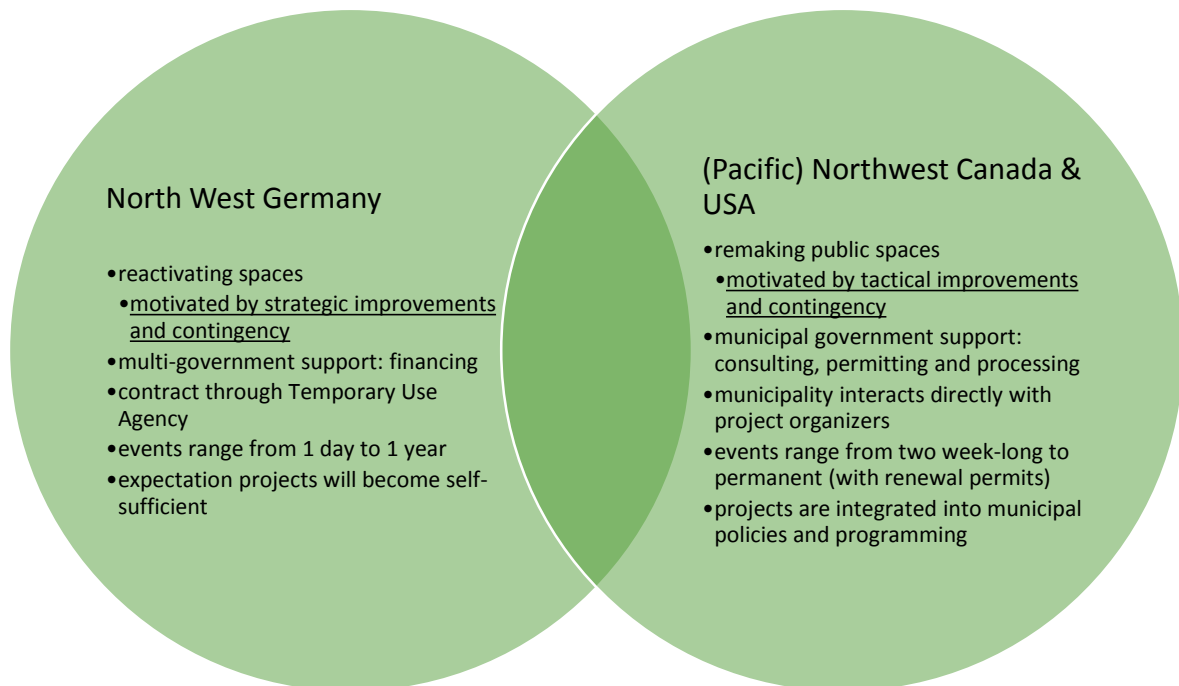 North West Germany
•reactivating spaces
•motivated by strategic improvements
and contingency
•multi-government support: financing
•contract through Temporary Use
Agency
•events range from 1 day to 1 year
•expectation projects will become self-
sufficient
(Pacific) Northwest Canada &
USA
•remaking public spaces
•motivated by tactical improvements
and contingency
•municipal government support:
consulting, permitting and processing
•municipality interacts directly with
project organizers
•events range from two week-long to
permanent (with renewal permits)
•projects are integrated into municipal
policies and programming